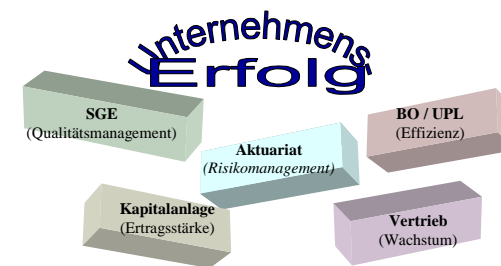 Unternehmens-
Erfolg
SGE
(Qualitätsmanagement)
BO / UPL
(Effizienz)
Aktuariat
(Risikomanagement)
Kapitalanlage
(Ertragsstärke)
Vertrieb
(Wachstum)